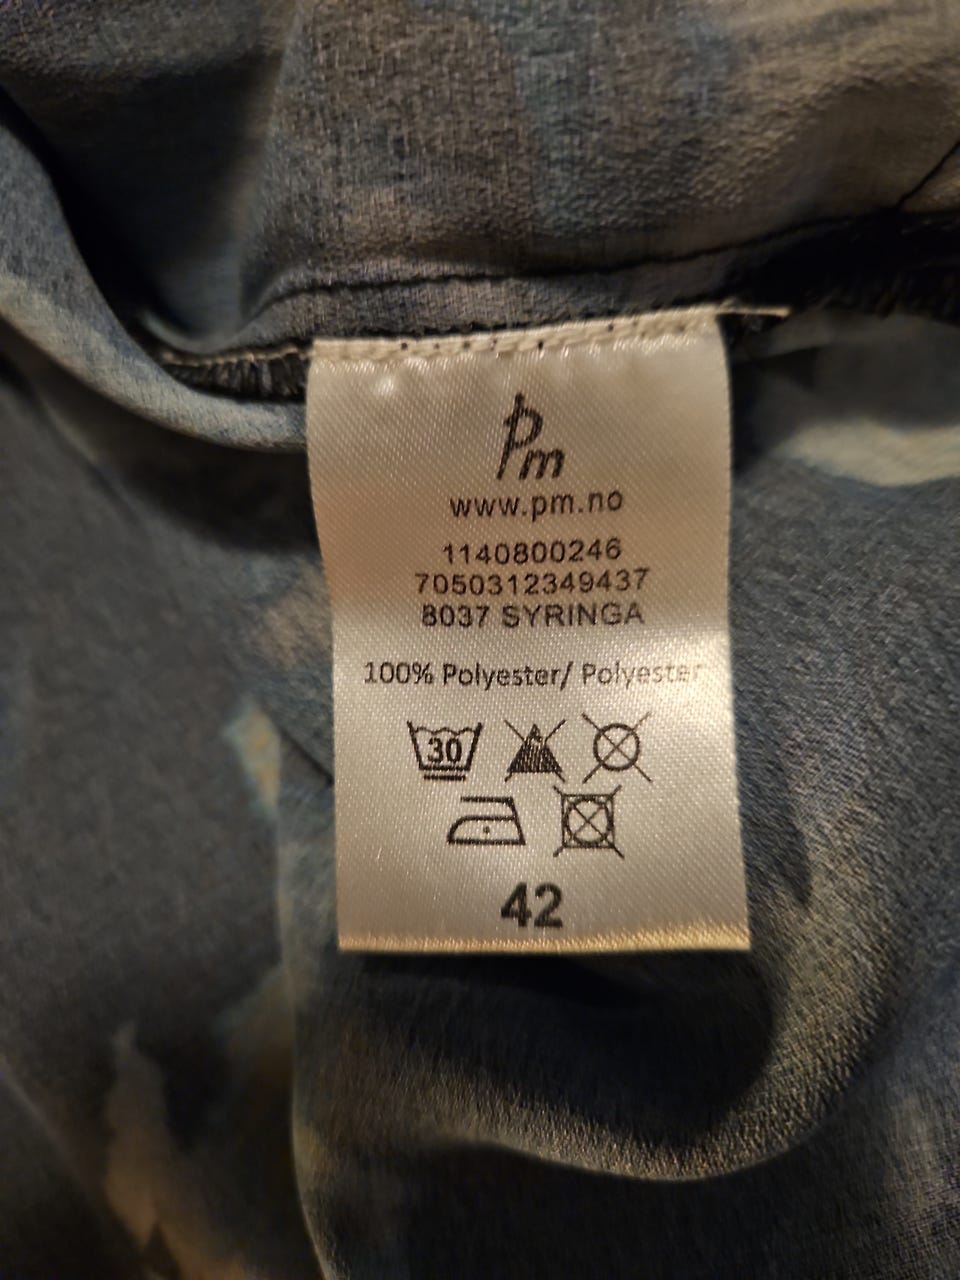 Pm
www.pm.no
1140800246
7050312349437
8037 SYRINGA
100% Polyester/ Polyester
30
42